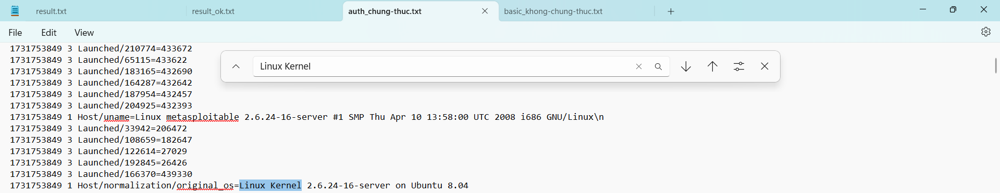 result.txt result_ok.txt auth_chung-thuc.txt basic_khong-chung-thuc.txt
File Edit View
Linux Kernel
1731753849 3 Launched/210774=433672
1731753849 3 Launched/65115=433622
1731753849 3 Launched/183165=432690
1731753849 3 Launched/164287=432642
1731753849 3 Launched/187954=432457
1731753849 3 Launched/204925=432393
1731753849 1 Host/uname=Linux metasploitable 2.6.24-16-server #1 SMP Thu Apr 10 13:58:00 UTC 2008 i686 GNU/Linux\n
1731753849 3 Launched/33942=206472
1731753849 3 Launched/108659=182647
1731753849 3 Launched/122614=27029
1731753849 3 Launched/192845=26426
1731753849 3 Launched/166370=439330
1731753849 1 Host/normalization/original_os=Linux Kernel 2.6.24-16-server on Ubuntu 8.04